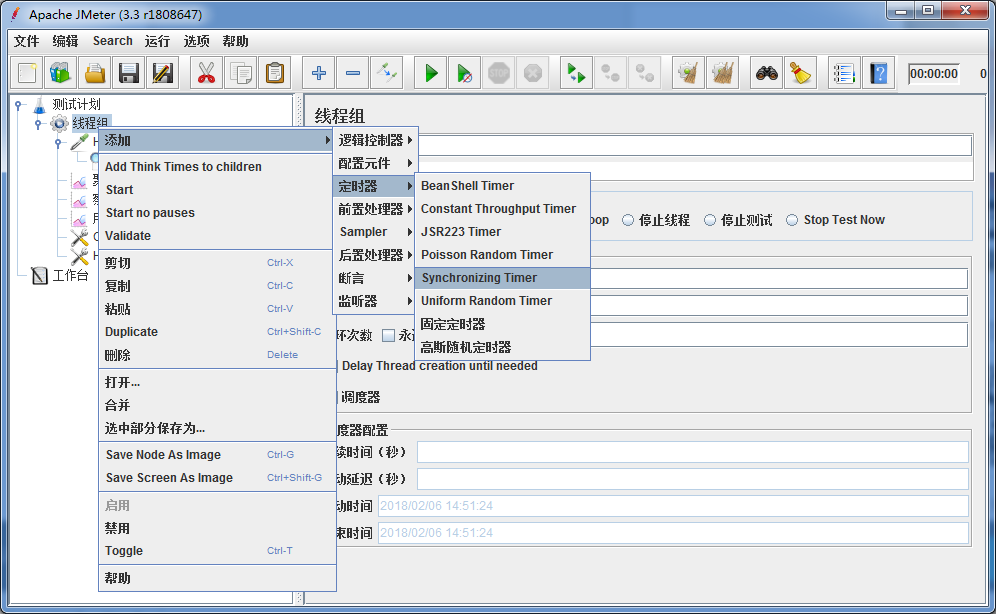 Apache JMeter (3.3 r1808647)
文件 编辑 Search 运行 选项 帮助
STOP
00:00:00 0
测试计划
线程组
工作台
添加
Add Think Times to children
Start
Start no pauses
Validate
剪切 Ctrl-X
复制 Ctrl-C
粘贴 Ctrl-V
Duplicate Ctrl+Shift-C
删除 Delete
打开...
合并
选中部分保存为...
Save Node As Image Ctrl-G
Save Screen As Image Ctrl+Shift-G
启用
禁用
Toggle Ctrl-T
帮助
逻辑控制器
配置元件
定时器
前置处理器
Sampler
后置处理器
断言
监听器
BeanShell Timer
Constant Throughput Timer
JSR223 Timer
Poisson Random Timer
Synchronizing Timer
Uniform Random Timer
固定定时器
高斯随机定时器
线程组
oop 停止线程 停止测试 Stop Test Now
环次数 永
Delay Thread creation until needed
调度器
度器配置
续时间（秒）
动延迟（秒）
动时间 2018/02/06 14:51:24
束时间 2018/02/06 14:51:24